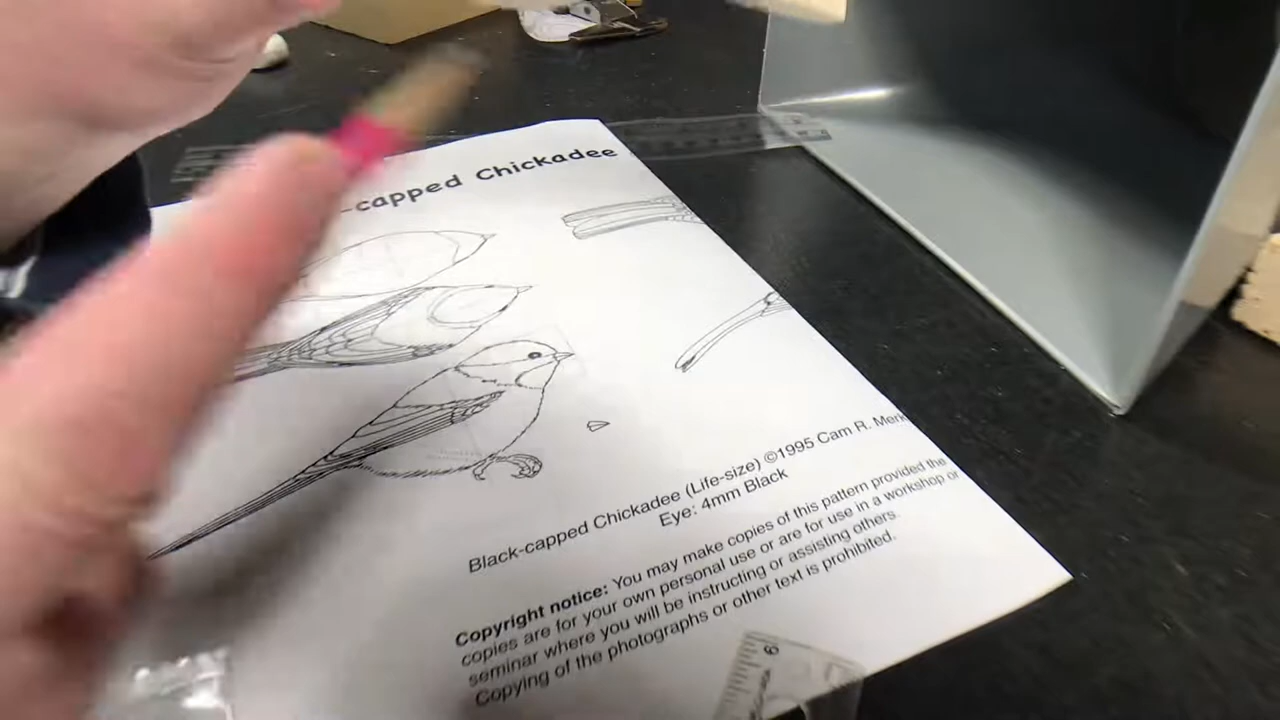 -capped Chickadee
Black-capped Chickadee (Life-size) ©1995 Cam R. Merk
Eye: 4mm Black
Copyright notice: You may make copies of this pattern provided the
copies are for your own personal use or are for use in a workshop or
seminar where you will be instructing or assisting others.
Copying of the photographs or other text is prohibited.
6